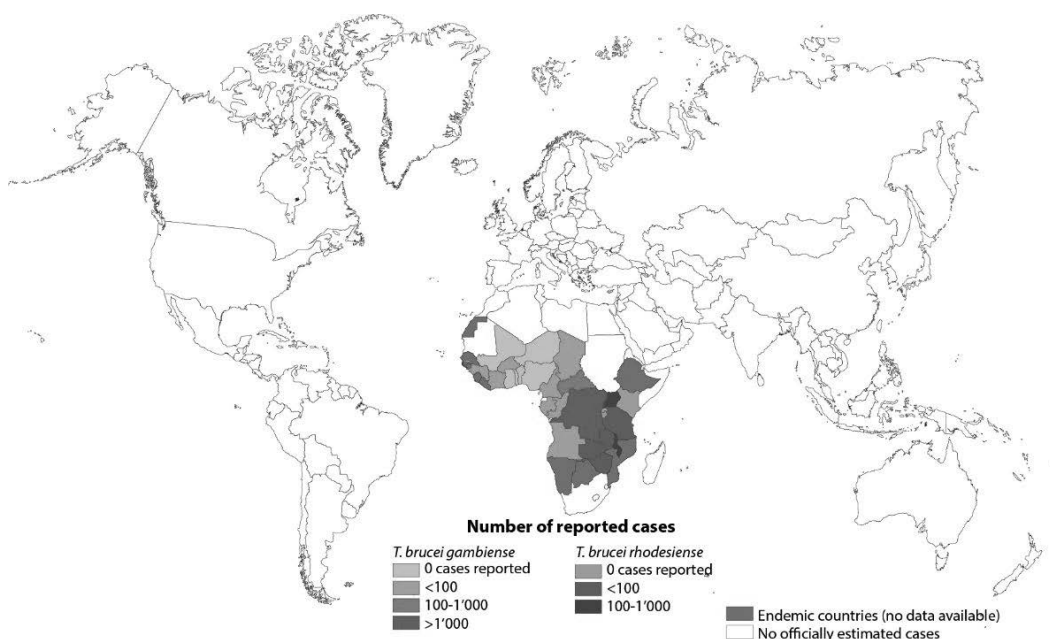 Number of reported cases
T. brucei gambiense
0 cases reported
<100
100-1'000
>1'000
T. brucei rhodesiense
0 cases reported
<100
100-1'000
Endemic countries (no data available)
No officially estimated cases